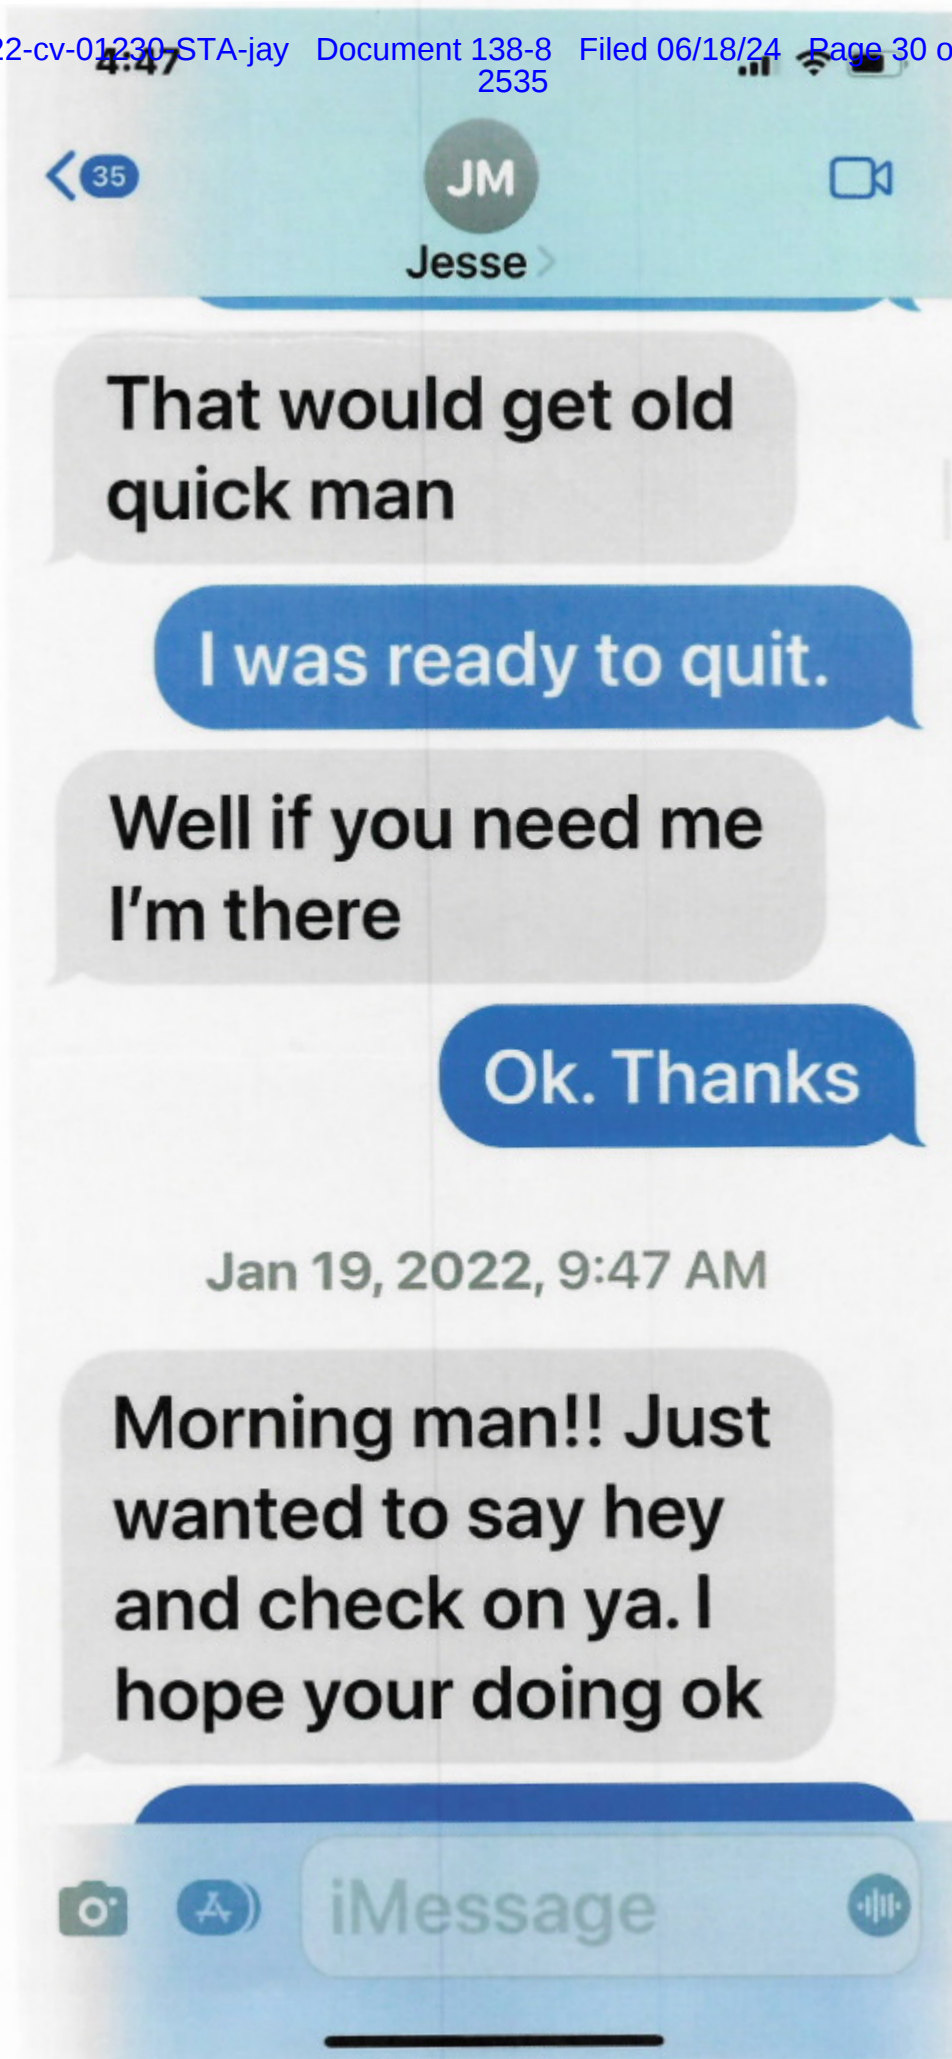 22-cv-01230-STA-jay Document 138-8 Filed 06/18/24 Page 30 o
2535
4:47
35
JM
Jesse
That would get old
quick man
I was ready to quit.
Well if you need me
I'm there
Ok. Thanks
Jan 19, 2022, 9:47 AM
Morning man!! Just
wanted to say hey
and check on ya. I
hope your doing ok
iMessage